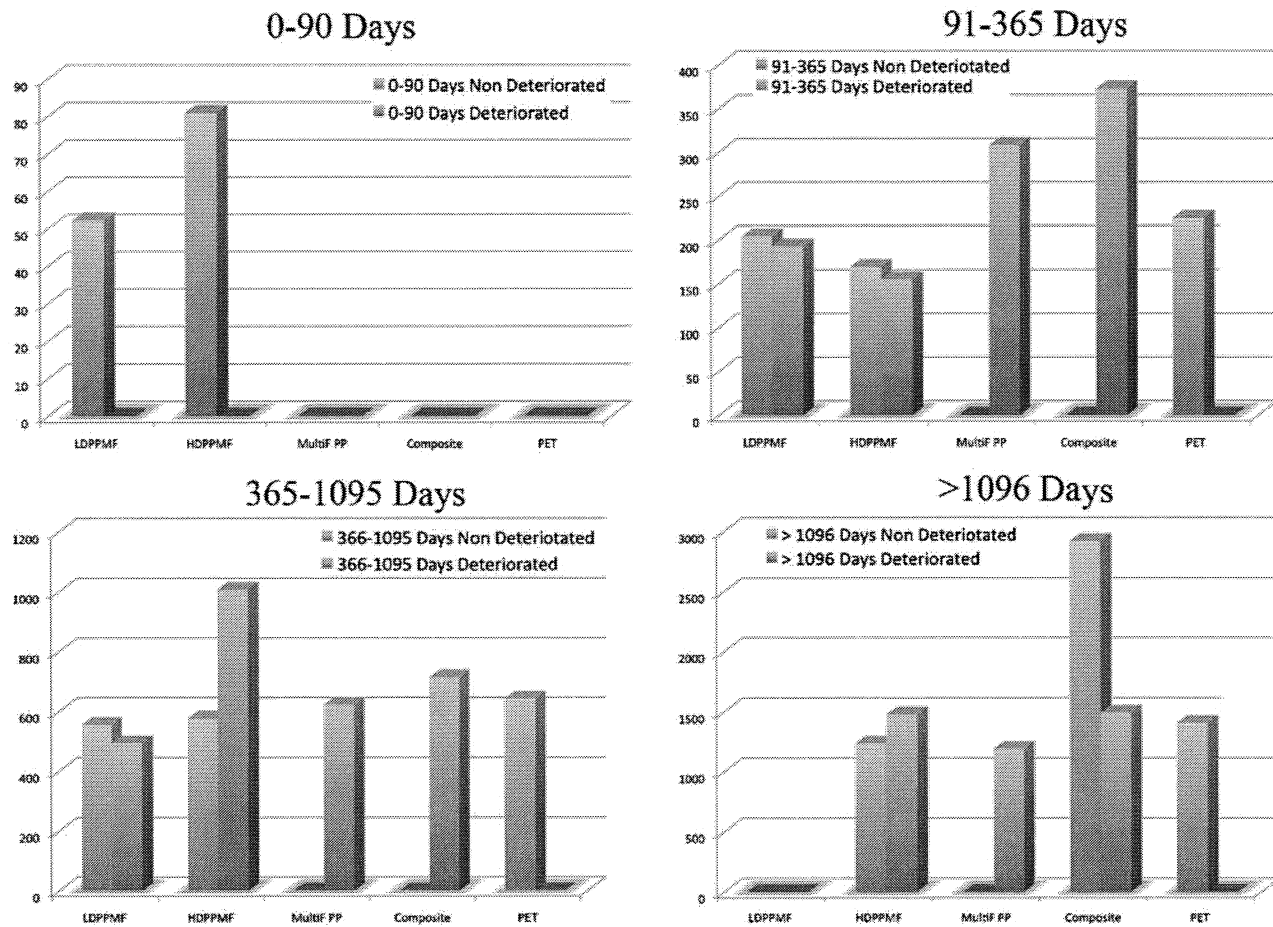 0-90 Days
90
80
70
60
50
40
30
20
10
0
0-90 Days Non Deteriorated
0-90 Days Deteriorated
LDPPMF HDPPMF MultiF PP Composite PET
91-365 Days
400
350
300
250
200
150
100
50
0
91-365 Days Non Deteriotated
91-365 Days Deteriorated
LDPPMF HDPPMF MultiF PP Composite PET
365-1095 Days
1200
1000
800
600
400
200
0
366-1095 Days Non Deteriotated
366-1095 Days Deteriorated
LDPPMF HDPPMF MultiF PP Composite PET
>1096 Days
3000
2500
2000
1500
1000
500
0
> 1096 Days Non Deteriotated
> 1096 Days Deteriorated
LDPPMF HDPPMF MultiF PP Composite PET